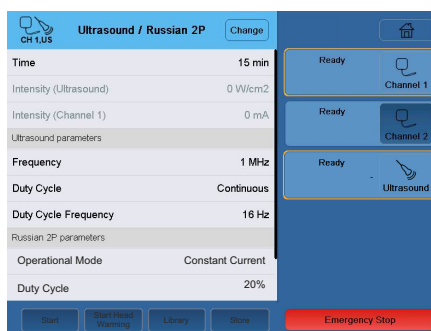 CH 1,US
Ultrasound / Russian 2P
Change
Time 15 min
Intensity (Ultrasound) 0 W/cm2
Intensity (Channel 1) 0 mA
Ultrasound parameters
Frequency 1 MHz
Duty Cycle Continuous
Duty Cycle Frequency 16 Hz
Russian 2P parameters
Operational Mode Constant Current
Duty Cycle 20%
Start
Start Head Warming
Library
Store
Ready
Channel 1
Ready
Channel 2
Ready
-
Ultrasound
Emergency Stop